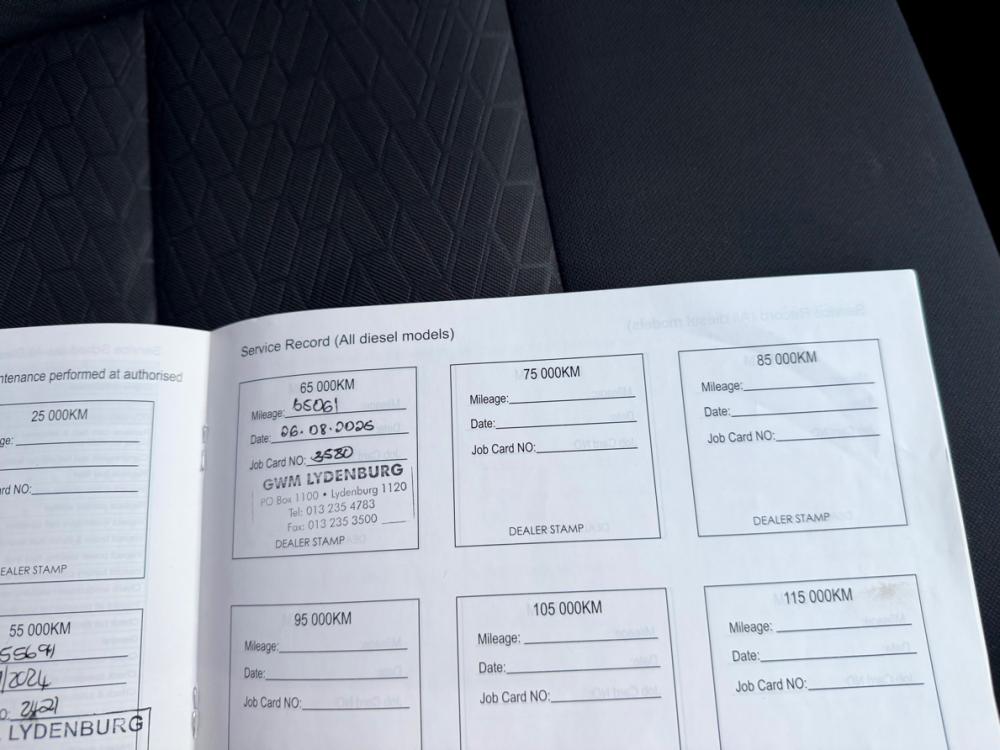 ntenance performed at authorised
25 000KM
ge:
rd NO:
EALER STAMP
55 000KM
55691
/2024
O: 2421
LYDENBURG
Service Record (All diesel models)
65 000KM
Mileage: 65061
Date: 26.08.2025
Job Card NO: 3580
GWM LYDENBURG
PO Box 1100 • Lydenburg 1120
Tel: 013 235 4783
Fax: 013 235 3500
DEALER STAMP
75 000KM
Mileage:
Date:
Job Card NO:
DEALER STAMP
85 000KM
Mileage:
Date:
Job Card NO:
DEALER STAMP
95 000KM
Mileage:
Date:
Job Card NO:
105 000KM
Mileage:
Date:
Job Card NO:
115 000KM
Mileage:
Date:
Job Card NO: